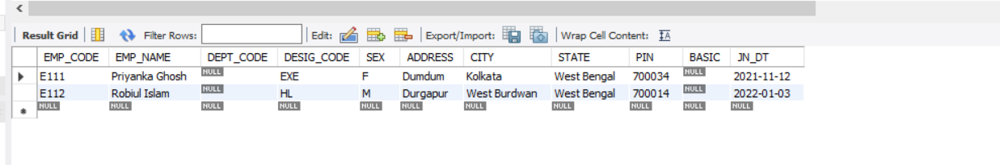 Result Grid Filter Rows: Edit: Export/Import: Wrap Cell Content: IA
EMP_CODE EMP_NAME DEPT_CODE DESIG_CODE SEX ADDRESS CITY STATE PIN BASIC JN_DT
E111 Priyanka Ghosh NULL EXE F Dumdum Kolkata West Bengal 700034 NULL 2021-11-12
E112 Robiul Islam NULL HL M Durgapur West Burdwan West Bengal 700014 NULL 2022-01-03
NULL NULL NULL NULL NULL NULL NULL NULL NULL NULL NULL